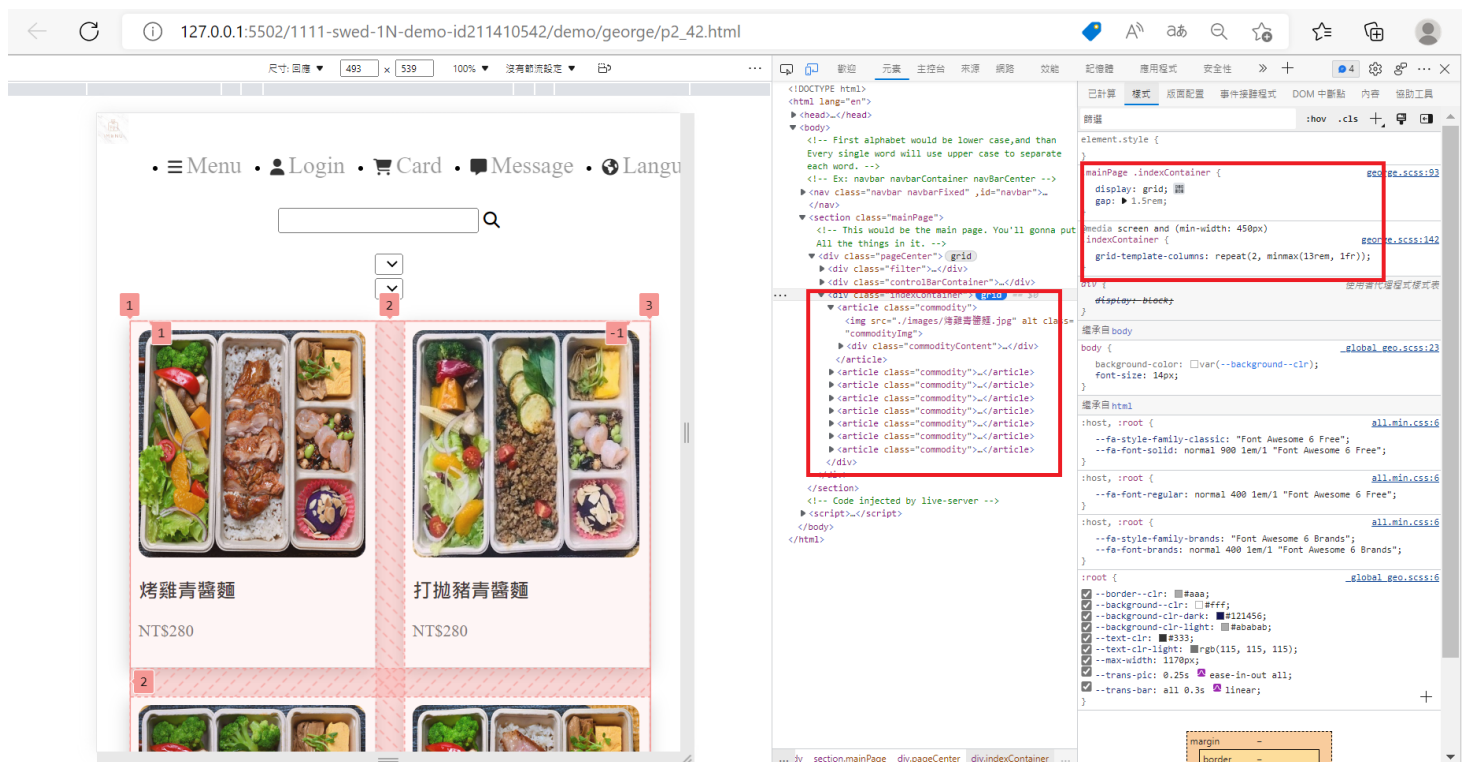 127.0.0.1:5502/1111-swed-1N-demo-id211410542/demo/george/p2_42.html
尺寸: 回應 ▼ 493 x 539 100% ▼ 沒有節流設定 ▼
Menu
Login
Card
Message
Langu
1 2 3
1 -1
烤雞青醬麵
NT$280
打拋豬青醬麵
NT$280
2
歡迎 元素 主控台 來源 網路 效能 記憶體 應用程式 安全性 4
<!DOCTYPE html>
<html lang="en">
<head>…</head>
<body>
<!-- First alphabet would be lower case,and than
Every single word will use upper case to separate
each word. -->
<!-- Ex: navbar navbarContainer navBarCenter -->
<nav class="navbar navbarFixed" ,id="navbar">…
</nav>
<section class="mainPage">
<!-- This would be the main page. You'll gonna put
All the things in it. -->
<div class="pageCenter"> grid
<div class="filter">…</div>
<div class="controlBarContainer">…</div>
<div class="indexContainer"> grid == $0
<article class="commodity">
<img src="./images/烤雞青醬麵.jpg" alt class=
"commodityImg">
<div class="commodityContent">…</div>
</article>
<article class="commodity">…</article>
<article class="commodity">…</article>
<article class="commodity">…</article>
<article class="commodity">…</article>
<article class="commodity">…</article>
<article class="commodity">…</article>
<article class="commodity">…</article>
</div>
</div>
</section>
<!-- Code injected by live-server -->
<script>…</script>
</body>
</html>
… dy section.mainPage div.pageCenter div.indexContainer …
已計算 樣式 版面配置 事件接聽程式 DOM 中斷點 內容 協助工具
篩選 :hov .cls
element.style {
}
.mainPage .indexContainer { george.scss:93
display: grid;
gap: ▶ 1.5rem;
@media screen and (min-width: 450px)
.indexContainer { george.scss:142
grid-template-columns: repeat(2, minmax(13rem, 1fr));
div { 使用者代理程式樣式表
display: block;
}
繼承自 body
body { _global_geo.scss:23
background-color: var(--background--clr);
font-size: 14px;
}
繼承自 html
:host, :root { all.min.css:6
--fa-style-family-classic: "Font Awesome 6 Free";
--fa-font-solid: normal 900 1em/1 "Font Awesome 6 Free";
}
:host, :root { all.min.css:6
--fa-font-regular: normal 400 1em/1 "Font Awesome 6 Free";
}
:host, :root { all.min.css:6
--fa-style-family-brands: "Font Awesome 6 Brands";
--fa-font-brands: normal 400 1em/1 "Font Awesome 6 Brands";
}
:root { _global_geo.scss:6
--border--clr: #aaa;
--background--clr: #fff;
--background-clr-dark: #121456;
--background-clr-light: #ababab;
--text-clr: #333;
--text-clr-light: rgb(115, 115, 115);
--max-width: 1170px;
--trans-pic: 0.25s ease-in-out all;
--trans-bar: all 0.3s linear;
}
margin –
border –